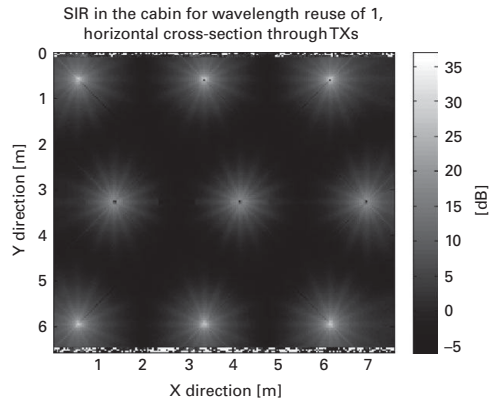 SIR in the cabin for wavelength reuse of 1,
horizontal cross-section through TXs
0
1
2
3
4
5
6
Y direction [m]
1 2 3 4 5 6 7
X direction [m]
35
30
25
20
15
10
5
0
–5
[dB]